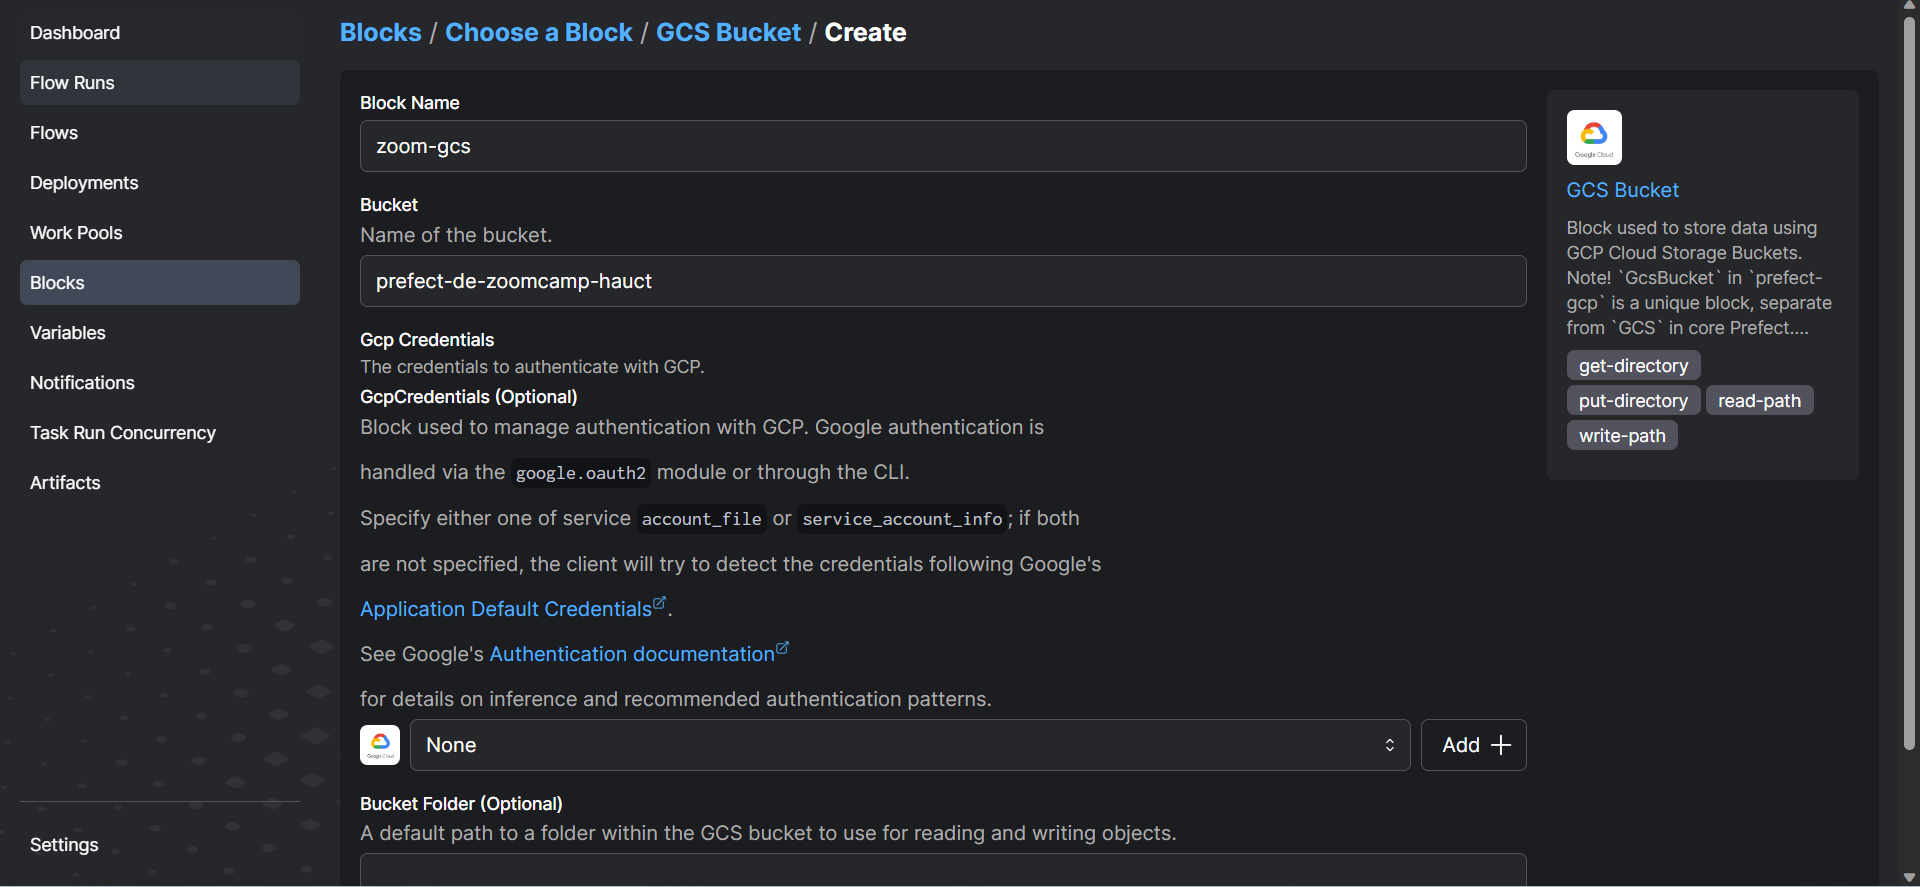 Dashboard
Flow Runs
Flows
Deployments
Work Pools
Blocks
Variables
Notifications
Task Run Concurrency
Artifacts
Settings
Blocks / Choose a Block / GCS Bucket / Create
Block Name
zoom-gcs
Bucket
Name of the bucket.
prefect-de-zoomcamp-hauct
Gcp Credentials
The credentials to authenticate with GCP.
GcpCredentials (Optional)
Block used to manage authentication with GCP. Google authentication is
handled via the google.oauth2 module or through the CLI.
Specify either one of service account_file or service_account_info; if both
are not specified, the client will try to detect the credentials following Google's
Application Default Credentials.
See Google's Authentication documentation
for details on inference and recommended authentication patterns.
Google Cloud
None
Add
Bucket Folder (Optional)
A default path to a folder within the GCS bucket to use for reading and writing objects.
Google Cloud
GCS Bucket
Block used to store data using
GCP Cloud Storage Buckets.
Note! `GcsBucket` in `prefect-
gcp` is a unique block, separate
from `GCS` in core Prefect....
get-directory
put-directory read-path
write-path